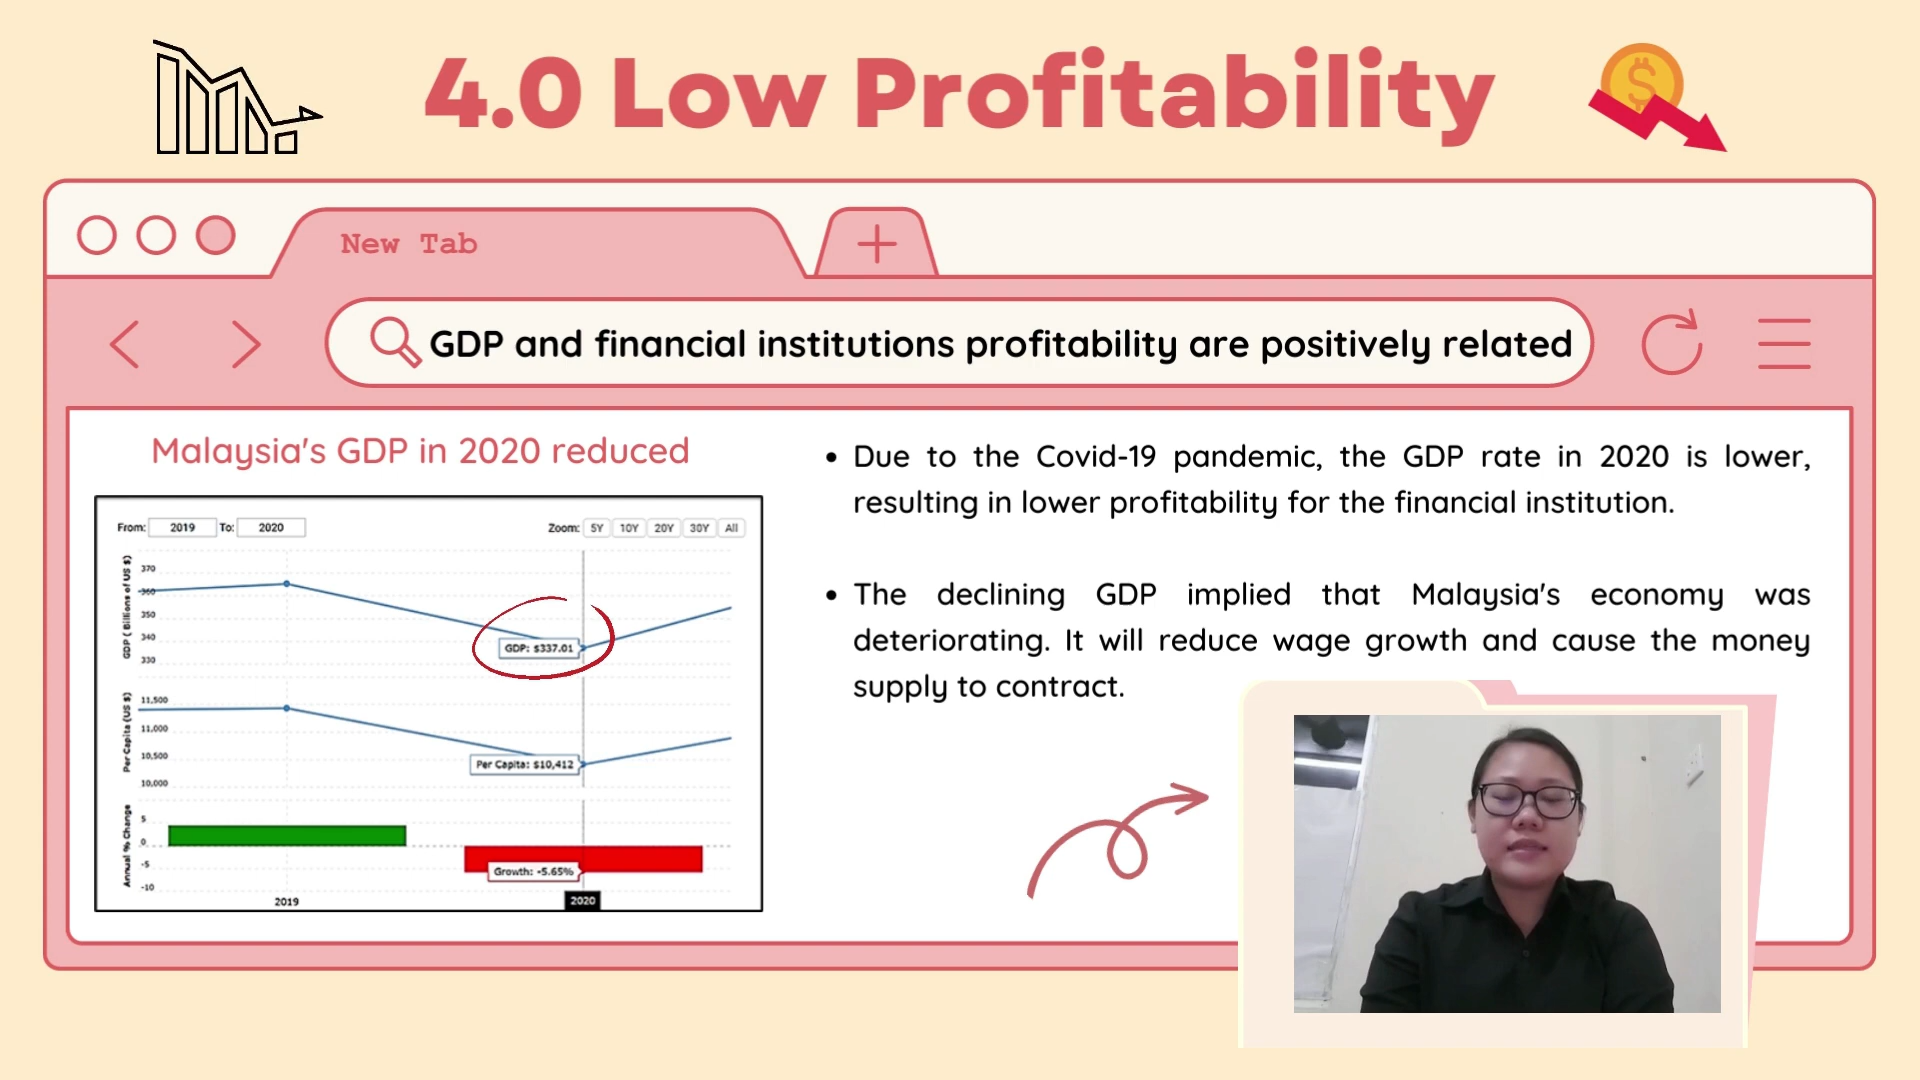 4.0 Low Profitability
New Tab
GDP and financial institutions profitability are positively related
Malaysia's GDP in 2020 reduced
From: 2019 To: 2020
Zoom: 5Y 10Y 20Y 30Y All
GDP ( Billions of US $)
370
360
350
340
330
GDP: $337.01
Per Capita (US $)
11,500
11,000
10,500
10,000
Per Capita: $10,412
Annual % Change
5
0
-5
-10
Growth: -5.65%
2019
2020
• Due to the Covid-19 pandemic, the GDP rate in 2020 is lower,
resulting in lower profitability for the financial institution.
• The declining GDP implied that Malaysia's economy was
deteriorating. It will reduce wage growth and cause the money
supply to contract.